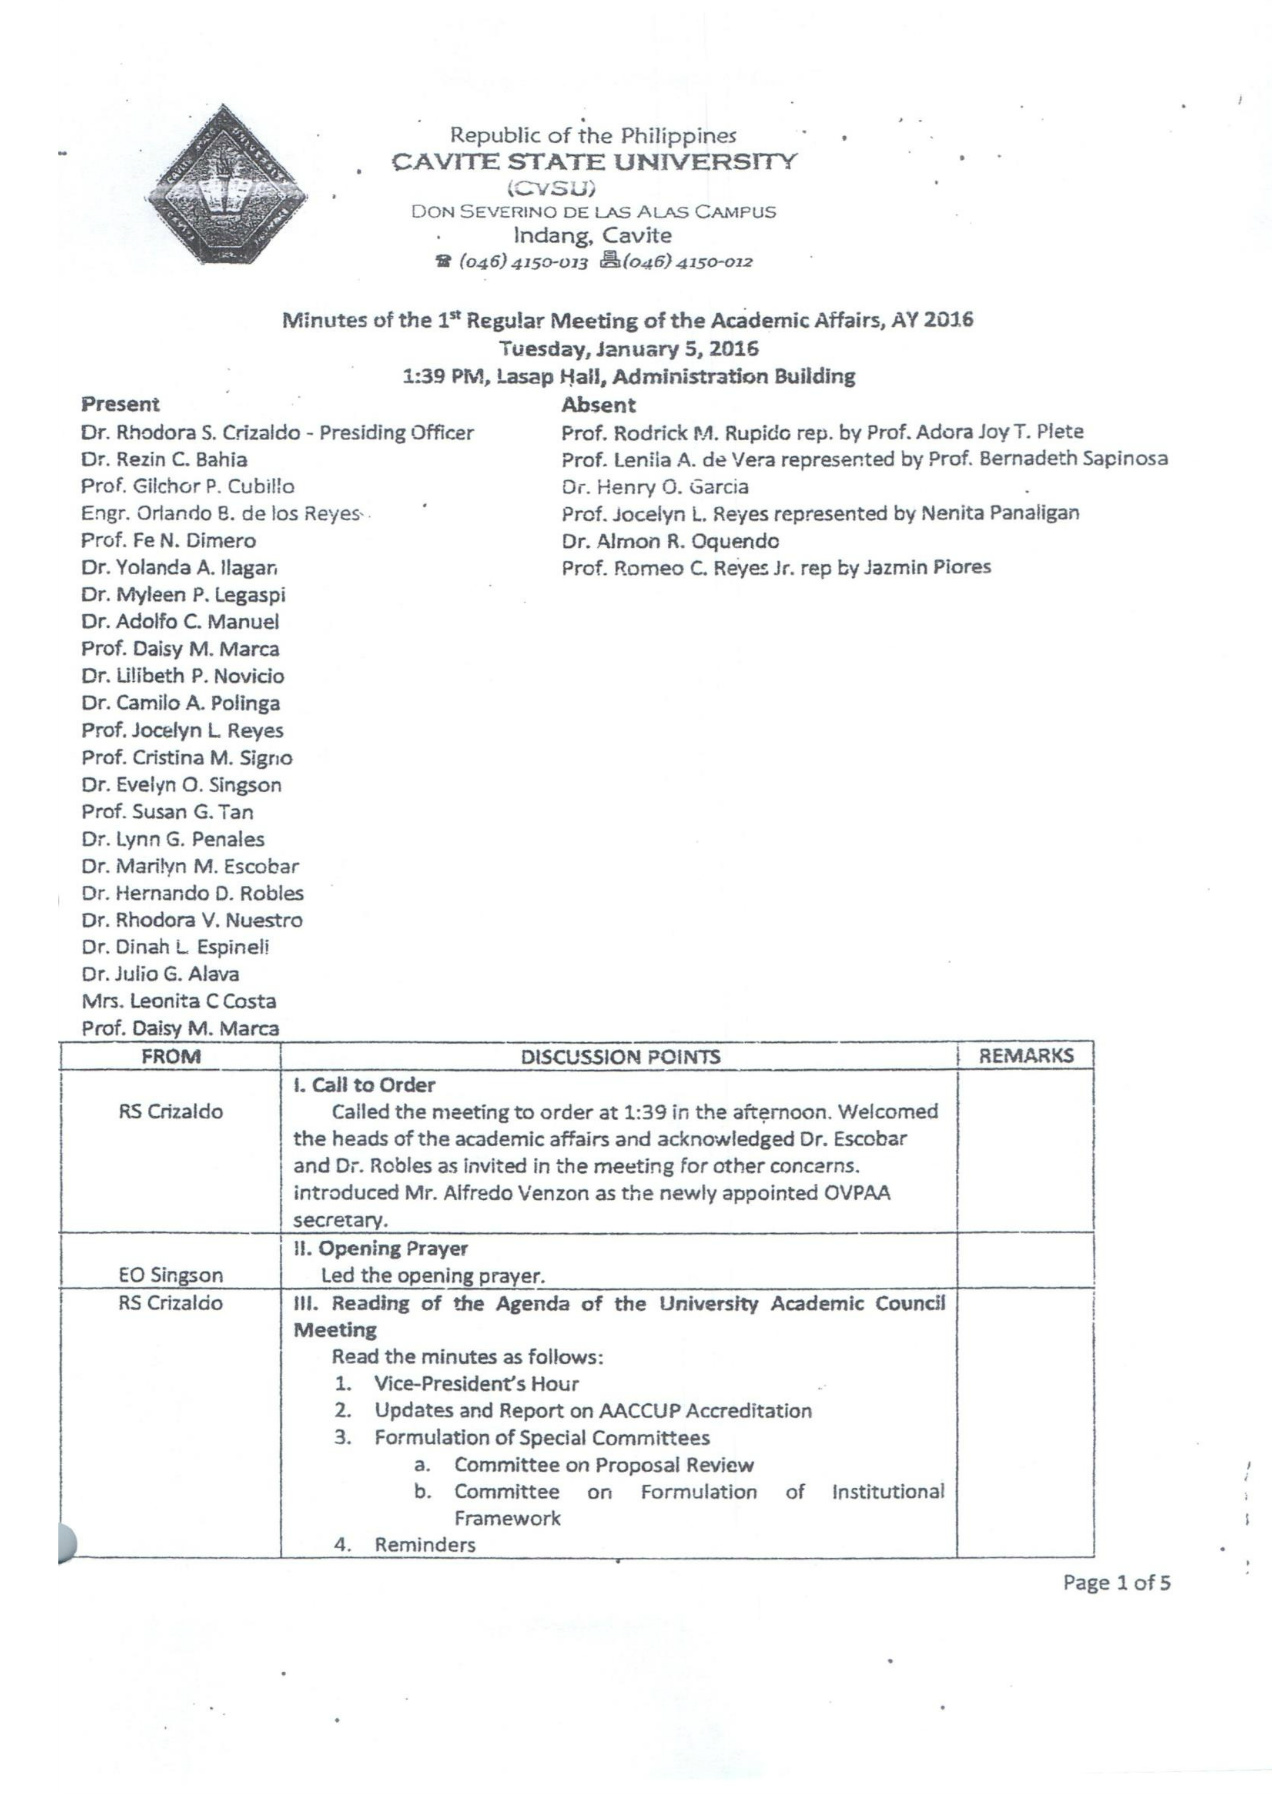 Republic of the Philippines
CAVITE STATE UNIVERSITY
(CVSU)
DON SEVERINO DE LAS ALAS CAMPUS
Indang, Cavite
☎ (046) 4150-013 🖷(046) 4150-012
Minutes of the 1st Regular Meeting of the Academic Affairs, AY 2016
Tuesday, January 5, 2016
1:39 PM, Lasap Hall, Administration Building
Present
Dr. Rhodora S. Crizaldo - Presiding Officer
Dr. Rezin C. Bahia
Prof. Gilchor P. Cubillo
Engr. Orlando B. de los Reyes
Prof. Fe N. Dimero
Dr. Yolanda A. Ilagan
Dr. Myleen P. Legaspi
Dr. Adolfo C. Manuel
Prof. Daisy M. Marca
Dr. Lilibeth P. Novicio
Dr. Camilo A. Polinga
Prof. Jocelyn L. Reyes
Prof. Cristina M. Signo
Dr. Evelyn O. Singson
Prof. Susan G. Tan
Dr. Lynn G. Penales
Dr. Marilyn M. Escobar
Dr. Hernando D. Robles
Dr. Rhodora V. Nuestro
Dr. Dinah L Espineli
Dr. Julio G. Alava
Mrs. Leonita C Costa
Prof. Daisy M. Marca
Absent
Prof. Rodrick M. Rupido rep. by Prof. Adora Joy T. Plete
Prof. Lenila A. de Vera represented by Prof. Bernadeth Sapinosa
Dr. Henry O. Garcia
Prof. Jocelyn L. Reyes represented by Nenita Panaligan
Dr. Almon R. Oquendo
Prof. Romeo C. Reyes Jr. rep by Jazmin Piores
FROM DISCUSSION POINTS REMARKS
I. Call to Order
RS Crizaldo Called the meeting to order at 1:39 in the afternoon. Welcomed
the heads of the academic affairs and acknowledged Dr. Escobar
and Dr. Robles as invited in the meeting for other concerns.
introduced Mr. Alfredo Venzon as the newly appointed OVPAA
secretary.
II. Opening Prayer
EO Singson Led the opening prayer.
RS Crizaldo III. Reading of the Agenda of the University Academic Council
Meeting
Read the minutes as follows:
1. Vice-President's Hour
2. Updates and Report on AACCUP Accreditation
3. Formulation of Special Committees
a. Committee on Proposal Review
b. Committee on Formulation of Institutional
Framework
4. Reminders
Page 1 of 5